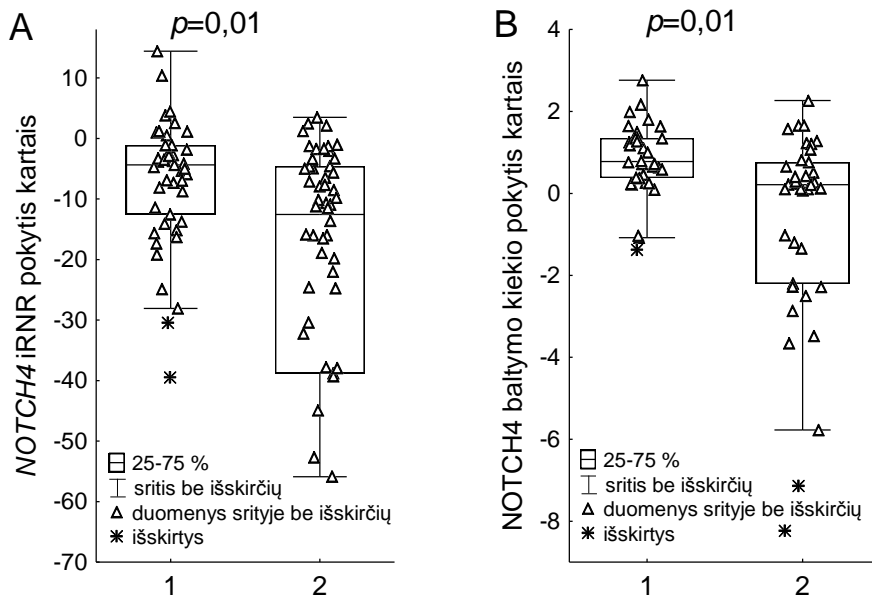 A
p=0,01
NOTCH4 iRNR pokytis kartais
10
0
-10
-20
-30
-40
-50
-60
-70
25-75 %
sritis be išskirčių
duomenys srityje be išskirčių
išskirtys
1
2
B
p=0,01
NOTCH4 baltymo kiekio pokytis kartais
4
2
0
-2
-4
-6
-8
25-75 %
sritis be išskirčių
duomenys srityje be išskirčių
išskirtys
1
2